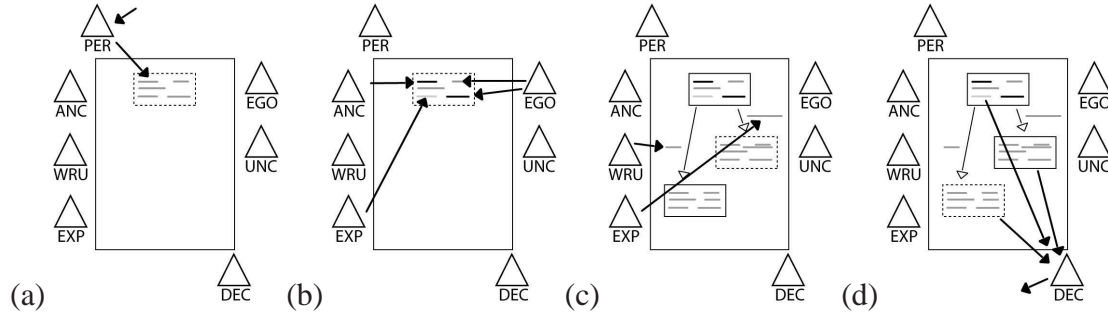 PER
ANC
EGO
WRU
UNC
EXP
DEC
(a)
PER
ANC
EGO
WRU
UNC
EXP
DEC
(b)
PER
ANC
EGO
WRU
UNC
EXP
DEC
(c)
PER
ANC
EGO
WRU
UNC
EXP
DEC
(d)